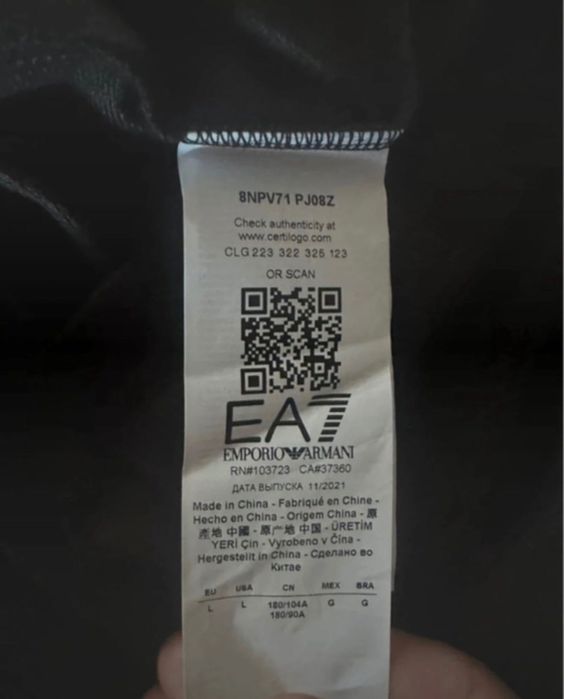 8NPV71 PJ08Z
Check authenticity at
www.certilogo.com
CLG 223 322 325 123
OR SCAN
EA7
EMPORIO ARMANI
RN#103723 CA#37360
ДАТА ВЫПУСКА 11/2021
Made in China - Fabriqué en Chine -
Hecho en China - Origem China - 原
產地 中國 - 原产地 中国 - ÜRETİM
YERİ Çin - Vyrobeno v Čína -
Hergestellt in China - Сделано во
Китае
EU USA CN MEX BRA
L L 180/104A G G
180/90A